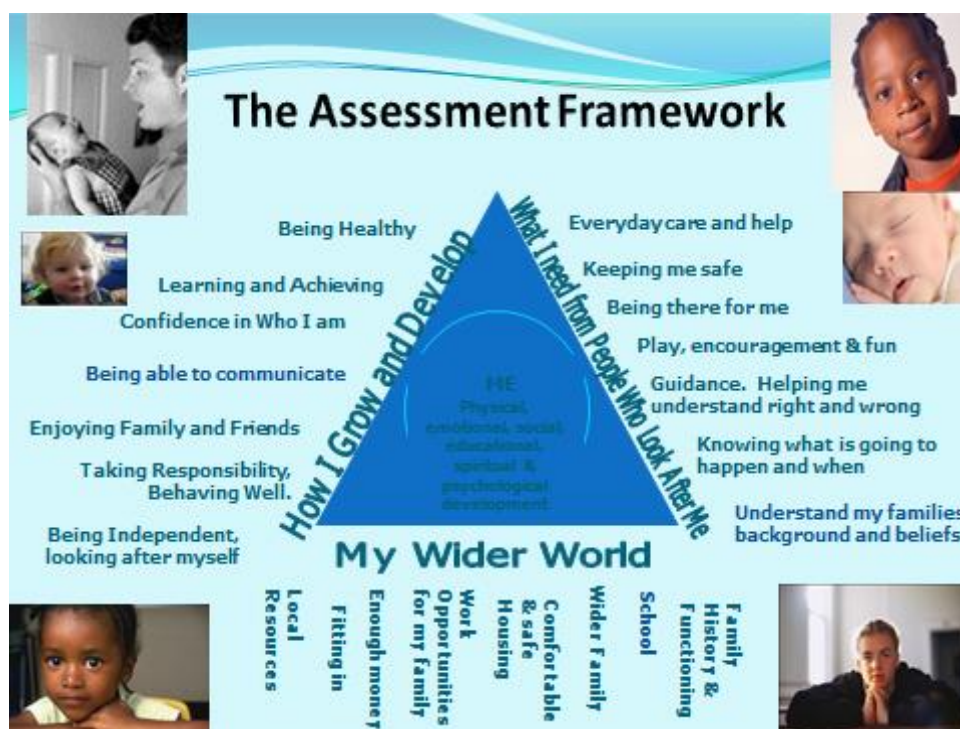 The Assessment Framework
Being Healthy
Learning and Achieving
Confidence in Who I am
Being able to communicate
Enjoying Family and Friends
Taking Responsibility,
Behaving Well.
Being Independent,
looking after myself
How I Grow and Develop
What I need from People Who Look After Me
Everyday care and help
Keeping me safe
Being there for me
Play, encouragement & fun
Guidance. Helping me
understand right and wrong
Knowing what is going to
happen and when
Understand my families
background and beliefs
ME
Physical,
emotional, social,
educational,
spiritual &
psychological
development.
My Wider World
Local
Resources
Fitting in
Enough money
Work
Opportunities
for my family
Comfortable
& safe
Housing
Wider Family
School
Family
History &
Functioning